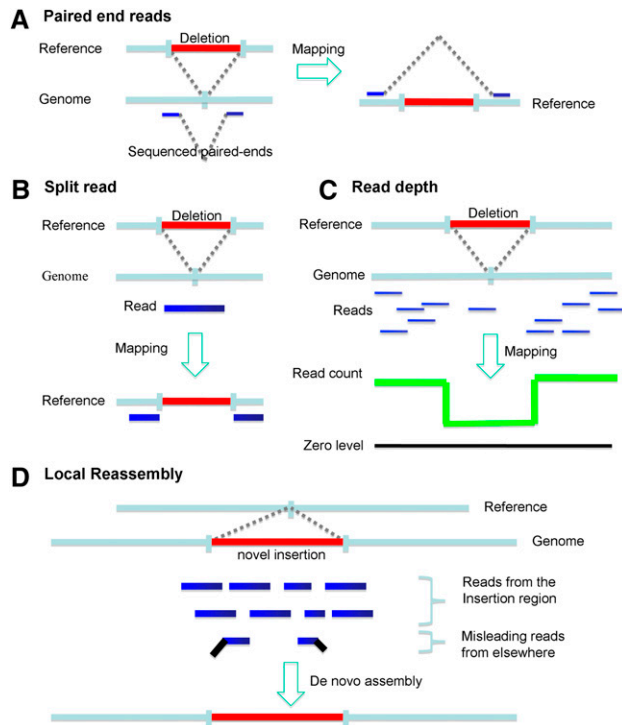 A Paired end reads
Deletion
Reference
Mapping
Genome
Reference
Sequenced paired-ends
B Split read
Deletion
Reference
Genome
Read
Mapping
Reference
C Read depth
Deletion
Reference
Genome
Reads
Mapping
Read count
Zero level
D Local Reassembly
Reference
Genome
novel insertion
Reads from the
Insertion region
Misleading reads
from elsewhere
De novo assembly